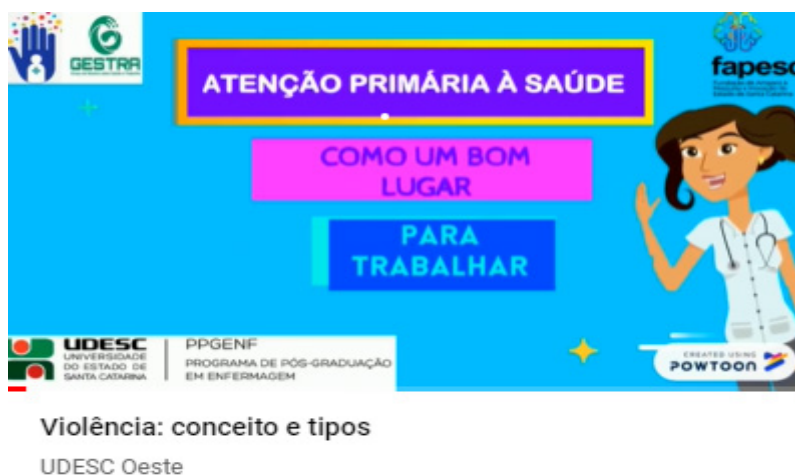 GESTRA
fapesc
ATENÇÃO PRIMÁRIA À SAÚDE
COMO UM BOM
LUGAR
PARA
TRABALHAR
UDESC
UNIVERSIDADE
DO ESTADO DE
SANTA CATARINA
PPGENF
PROGRAMA DE PÓS-GRADUAÇÃO
EM ENFERMAGEM
CREATED USING
POWTOON
Violência: conceito e tipos
UDESC Oeste